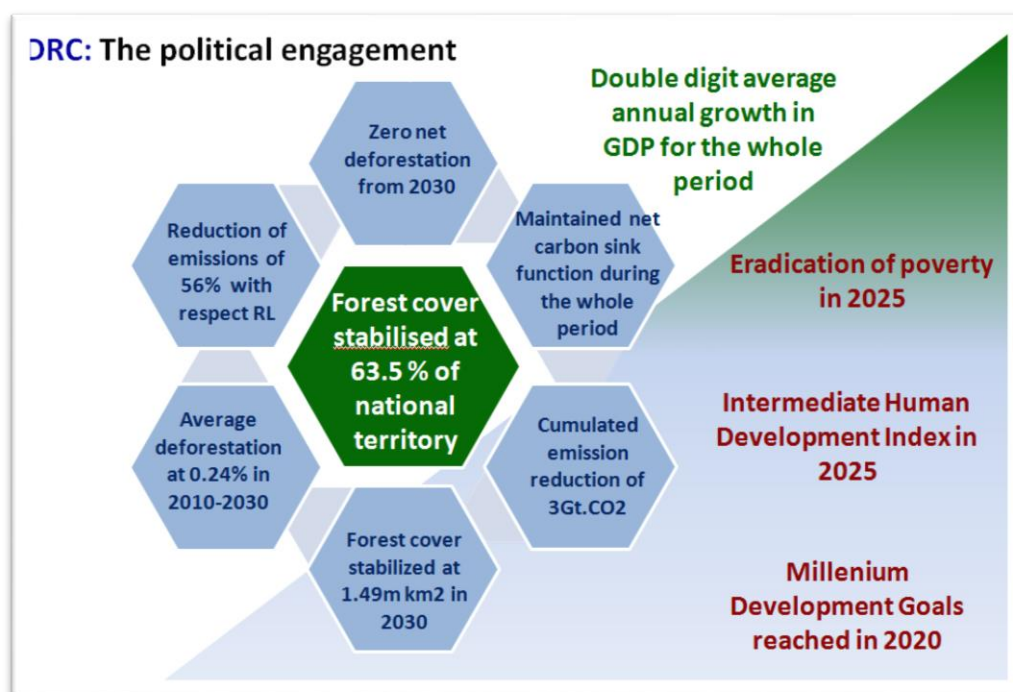 DRC: The political engagement
Double digit average
annual growth in
GDP for the whole
period
Zero net
deforestation
from 2030
Maintained net
carbon sink
function during
the whole
period
Reduction of
emissions of
56% with
respect RL
Forest cover
stabilised at
63.5 % of
national
territory
Cumulated
emission
reduction of
3Gt.CO2
Average
deforestation
at 0.24% in
2010-2030
Forest cover
stabilized at
1.49m km2 in
2030
Eradication of poverty
in 2025
Intermediate Human
Development Index in
2025
Millenium
Development Goals
reached in 2020